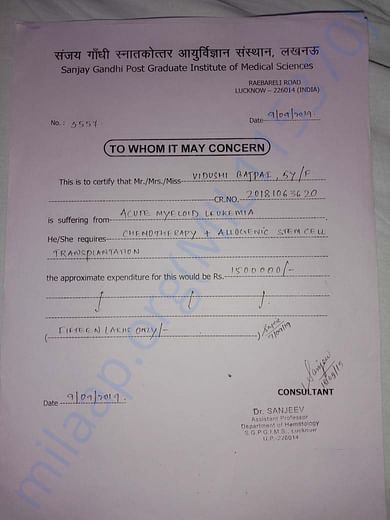 संजय गाँधी स्नातकोत्तर आयुर्विज्ञान संस्थान, लखनऊ
Sanjay Gandhi Post Graduate Institute of Medical Sciences
RAEBARELI ROAD
LUCKNOW – 226014 (INDIA)
No. : 5557
Date 9/09/2019.
TO WHOM IT MAY CONCERN
This is to certify that Mr./Mrs./Miss VIDUSHI BAJPAI, 5Y/F
CR.NO. 20181063620
is suffering from ACUTE MYELOID LEUKEMIA
He/She requires CHEMOTHERAPY + ALLOGENIC STEM CELL
TRANSPLANTATION
the approximate expenditure for this would be Rs. 1500000/-
( FIFTEEN LAKHS ONLY/- )
CONSULTANT
Date 9/09/2019.
Dr. SANJEEV
Assistant Professor
Department of Hematology
S.G.P.G.I.M.S., Lucknow
U.P.-226014
milaap.org